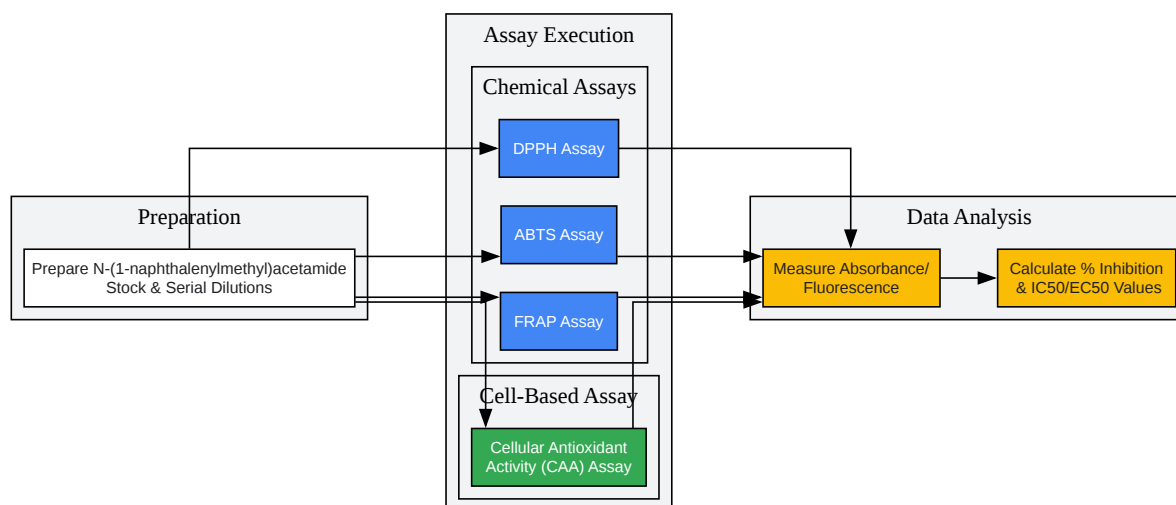 Preparation
Prepare N-(1-naphthalenylmethyl)acetamide
Stock & Serial Dilutions
Assay Execution
Chemical Assays
DPPH Assay
ABTS Assay
FRAP Assay
Cell-Based Assay
Cellular Antioxidant
Activity (CAA) Assay
Data Analysis
Measure Absorbance/
Fluorescence
Calculate % Inhibition
& IC50/EC50 Values